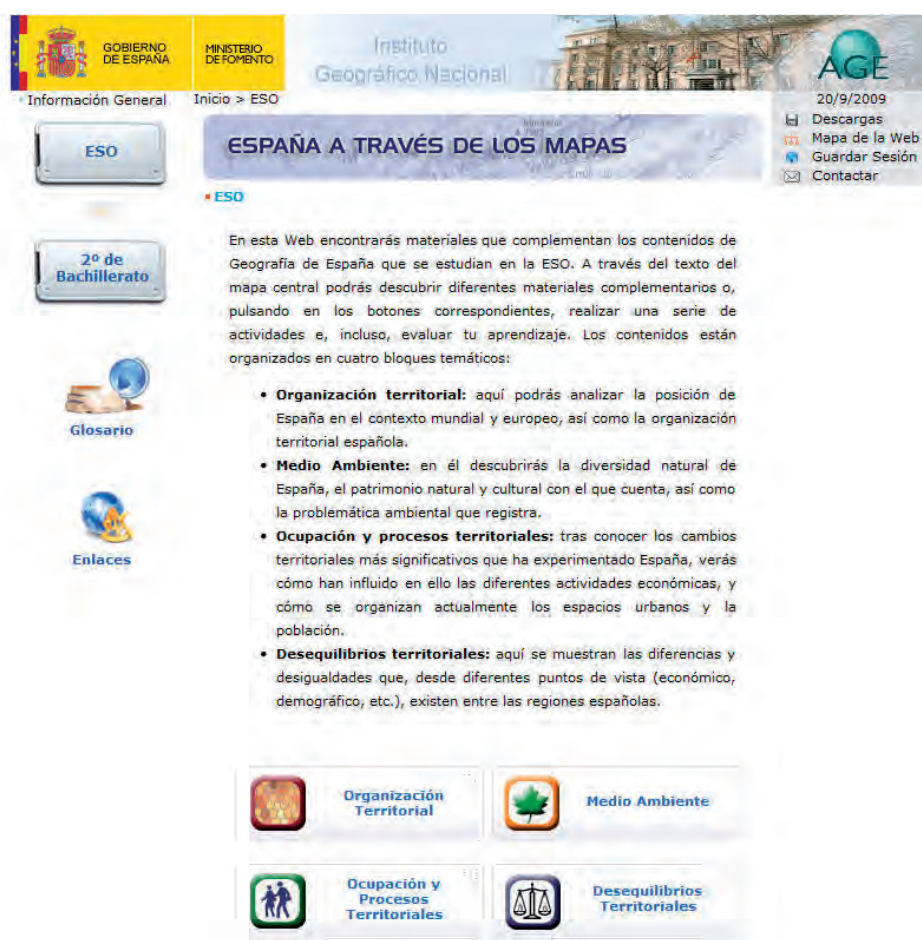 GOBIERNO
DE ESPAÑA
MINISTERIO
DE FOMENTO
Instituto
Geográfico Nacional
AGE
Información General
Inicio > ESO
20/9/2009
Descargas
Mapa de la Web
Guardar Sesión
Contactar
ESO
2º de
Bachillerato
Glosario
Enlaces
ESPAÑA A TRAVÉS DE LOS MAPAS
ESO
En esta Web encontrarás materiales que complementan los contenidos de
Geografía de España que se estudian en la ESO. A través del texto del
mapa central podrás descubrir diferentes materiales complementarios o,
pulsando en los botones correspondientes, realizar una serie de
actividades e, incluso, evaluar tu aprendizaje. Los contenidos están
organizados en cuatro bloques temáticos:
• Organización territorial: aquí podrás analizar la posición de
España en el contexto mundial y europeo, así como la organización
territorial española.
• Medio Ambiente: en él descubrirás la diversidad natural de
España, el patrimonio natural y cultural con el que cuenta, así como
la problemática ambiental que registra.
• Ocupación y procesos territoriales: tras conocer los cambios
territoriales más significativos que ha experimentado España, verás
cómo han influido en ello las diferentes actividades económicas, y
cómo se organizan actualmente los espacios urbanos y la
población.
• Desequilibrios territoriales: aquí se muestran las diferencias y
desigualdades que, desde diferentes puntos de vista (económico,
demográfico, etc.), existen entre las regiones españolas.
Organización
Territorial
Medio Ambiente
Ocupación y
Procesos
Territoriales
Desequilibrios
Territoriales